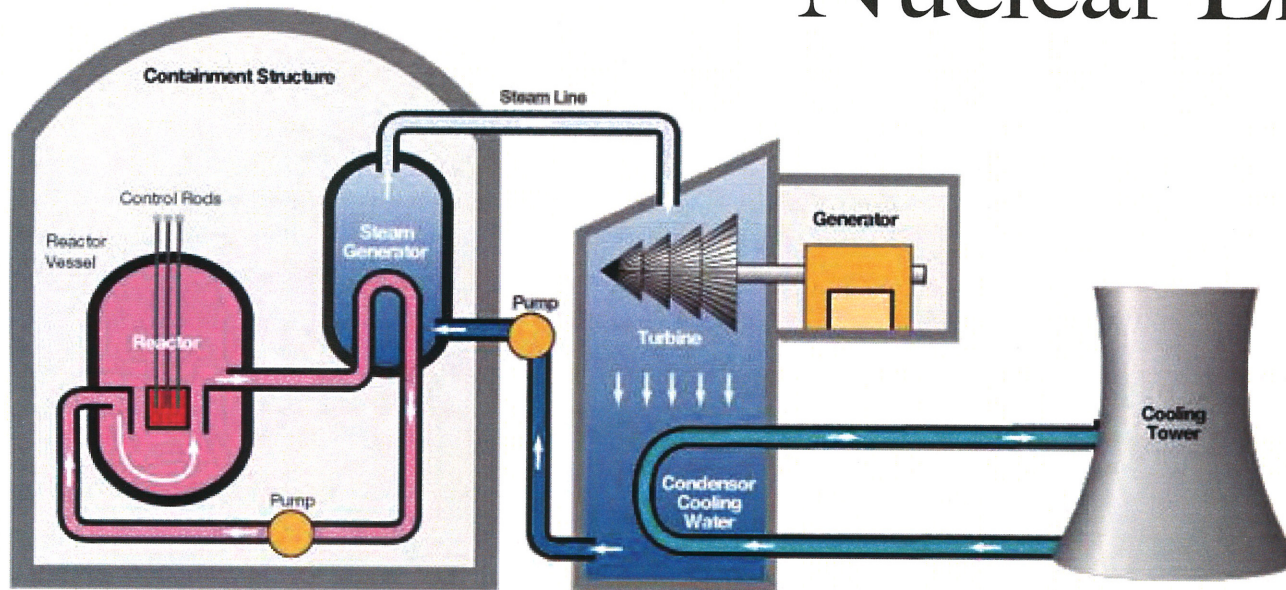 Nuclear
Containment Structure
Steam Line
Control Rods
Reactor
Vessel
Steam
Generator
Generator
Pump
Reactor
Turbine
Cooling
Tower
Condensor
Cooling
Water
Pump